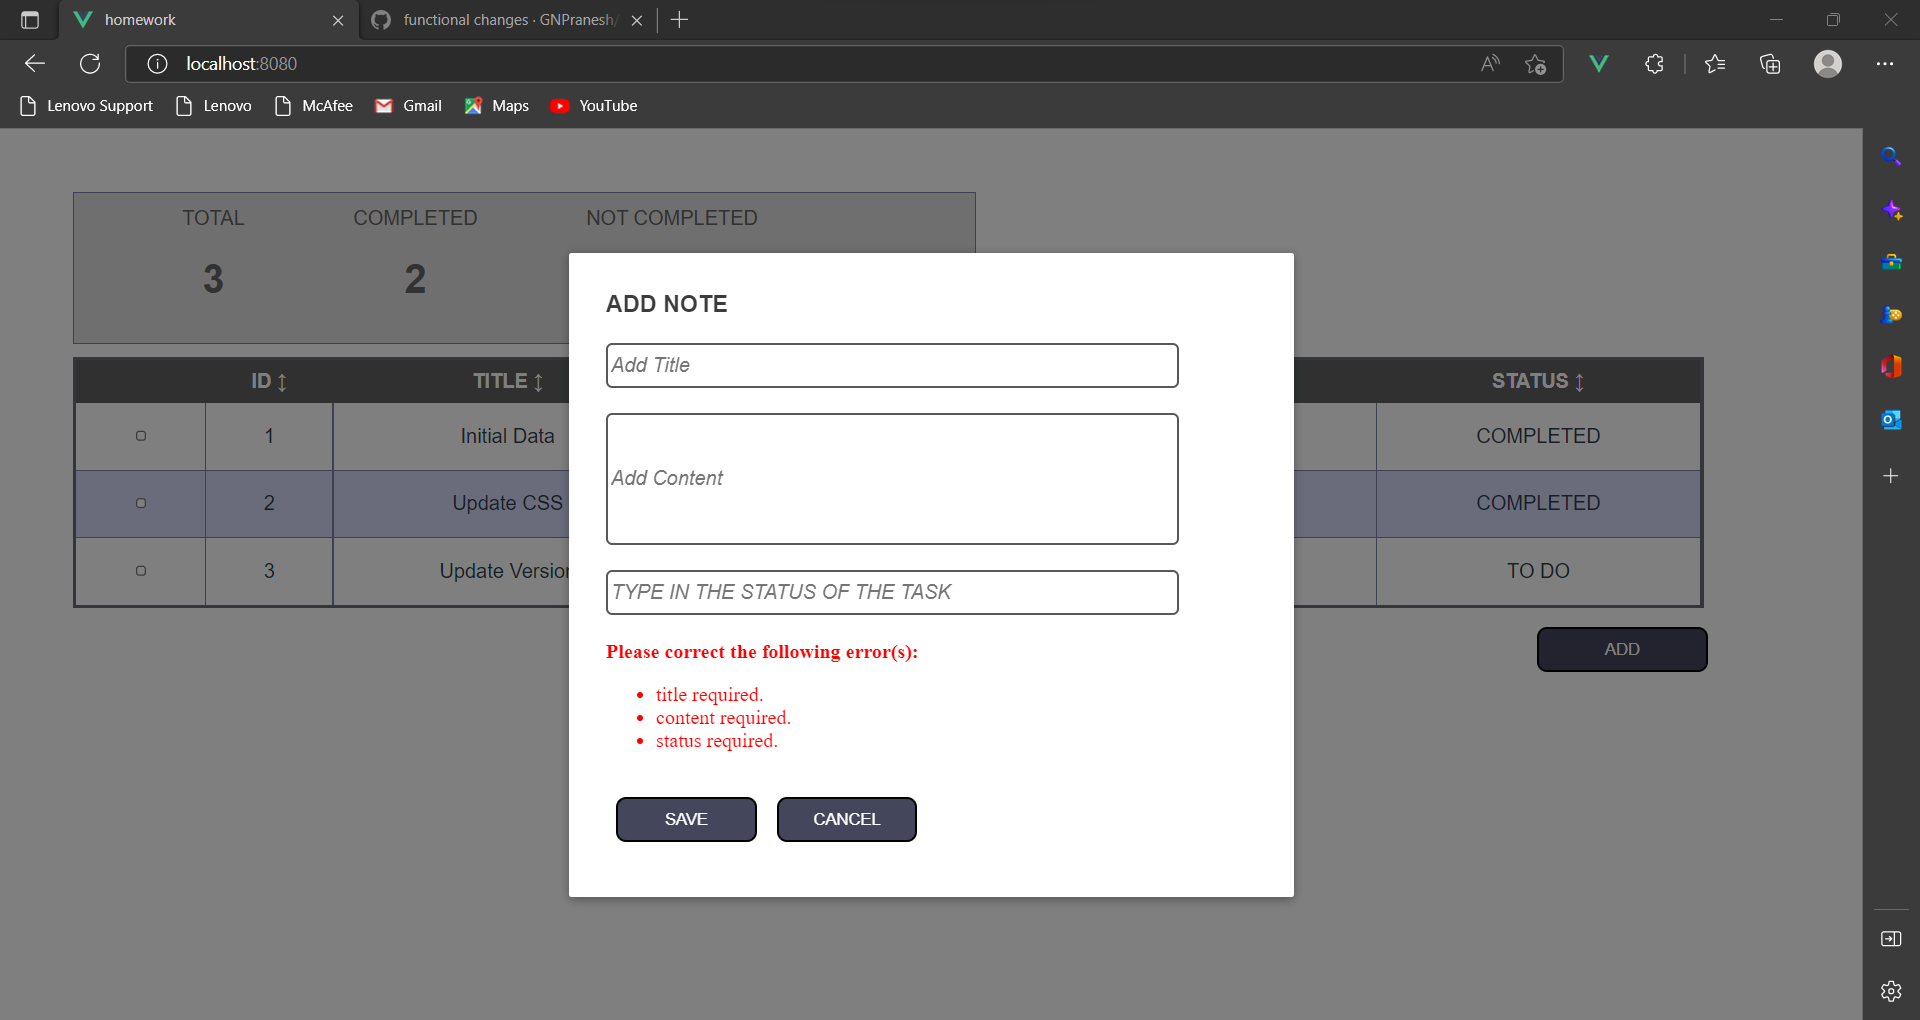 homework
functional changes · GNPranesh/
localhost:8080
Lenovo Support
Lenovo
McAfee
Gmail
Maps
YouTube
TOTAL COMPLETED NOT COMPLETED
3 2
ADD NOTE
Add Title
Add Content
TYPE IN THE STATUS OF THE TASK
Please correct the following error(s):
title required.
content required.
status required.
SAVE CANCEL
ID TITLE STATUS
1 Initial Data COMPLETED
2 Update CSS COMPLETED
3 Update Version TO DO
ADD